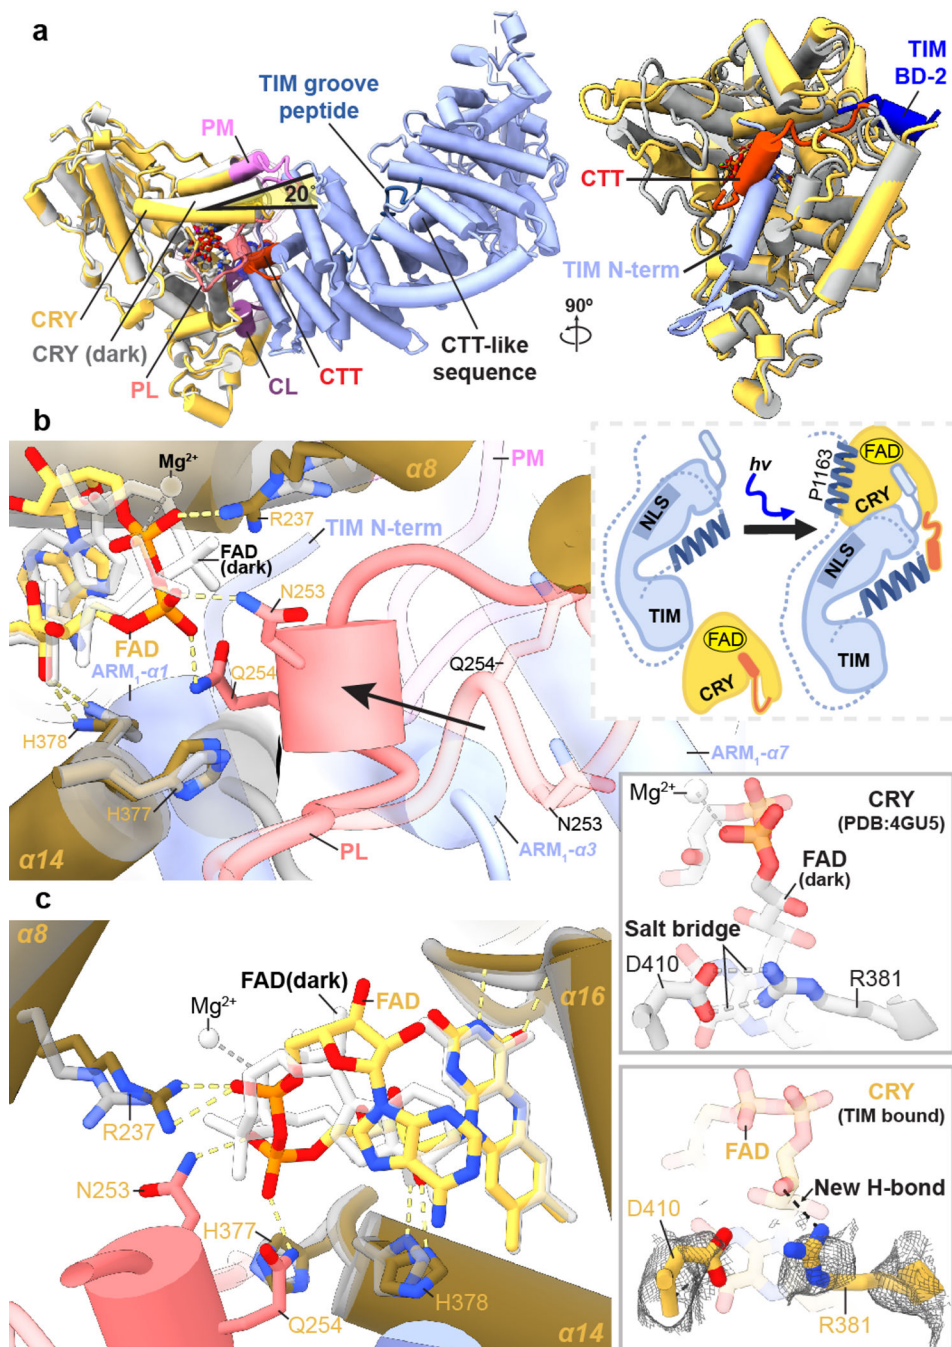 a
TIM groove
peptide
PM
20°
CRY
CRY (dark)
PL
CL
CTT
CTT-like
sequence
90º
TIM
BD-2
CTT
TIM N-term
b
Mg²⁺
α8
PM
R237
TIM N-term
FAD
(dark)
N253
FAD
ARM₁-α1
Q254
Q254
H378
H377
α14
PL
N253
ARM₁-α3
ARM₁-α7
NLS
TIM
hν
FAD
CRY
P1163
FAD
CRY
NLS
TIM
Mg²⁺
CRY
(PDB:4GU5)
FAD
(dark)
Salt bridge
D410
R381
c
α8
FAD(dark)
FAD
Mg²⁺
α16
R237
N253
H377
H378
Q254
α14
CRY
(TIM bound)
FAD
New H-bond
D410
R381